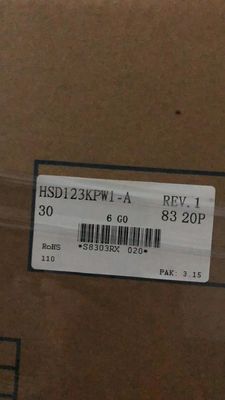 HSD123KPW1-A REV.1
30 6 G0 83 20P
RoHS *S8303RX 020*
110 PAK: 3.15